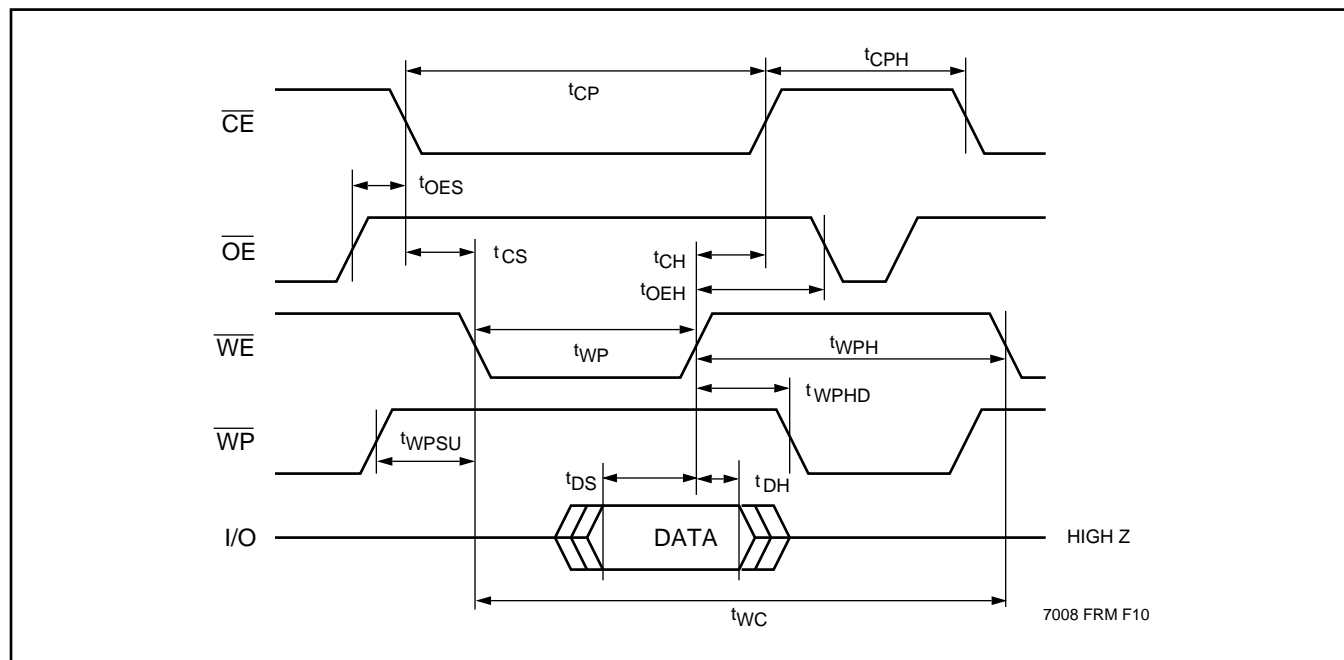 tCPH
tCP
CE
tOES
OE
tCS
tCH
tOEH
WE
tWP
tWPH
tWPHD
WP
tWPSU
tDS
tDH
I/O
DATA
HIGH Z
tWC
7008 FRM F10